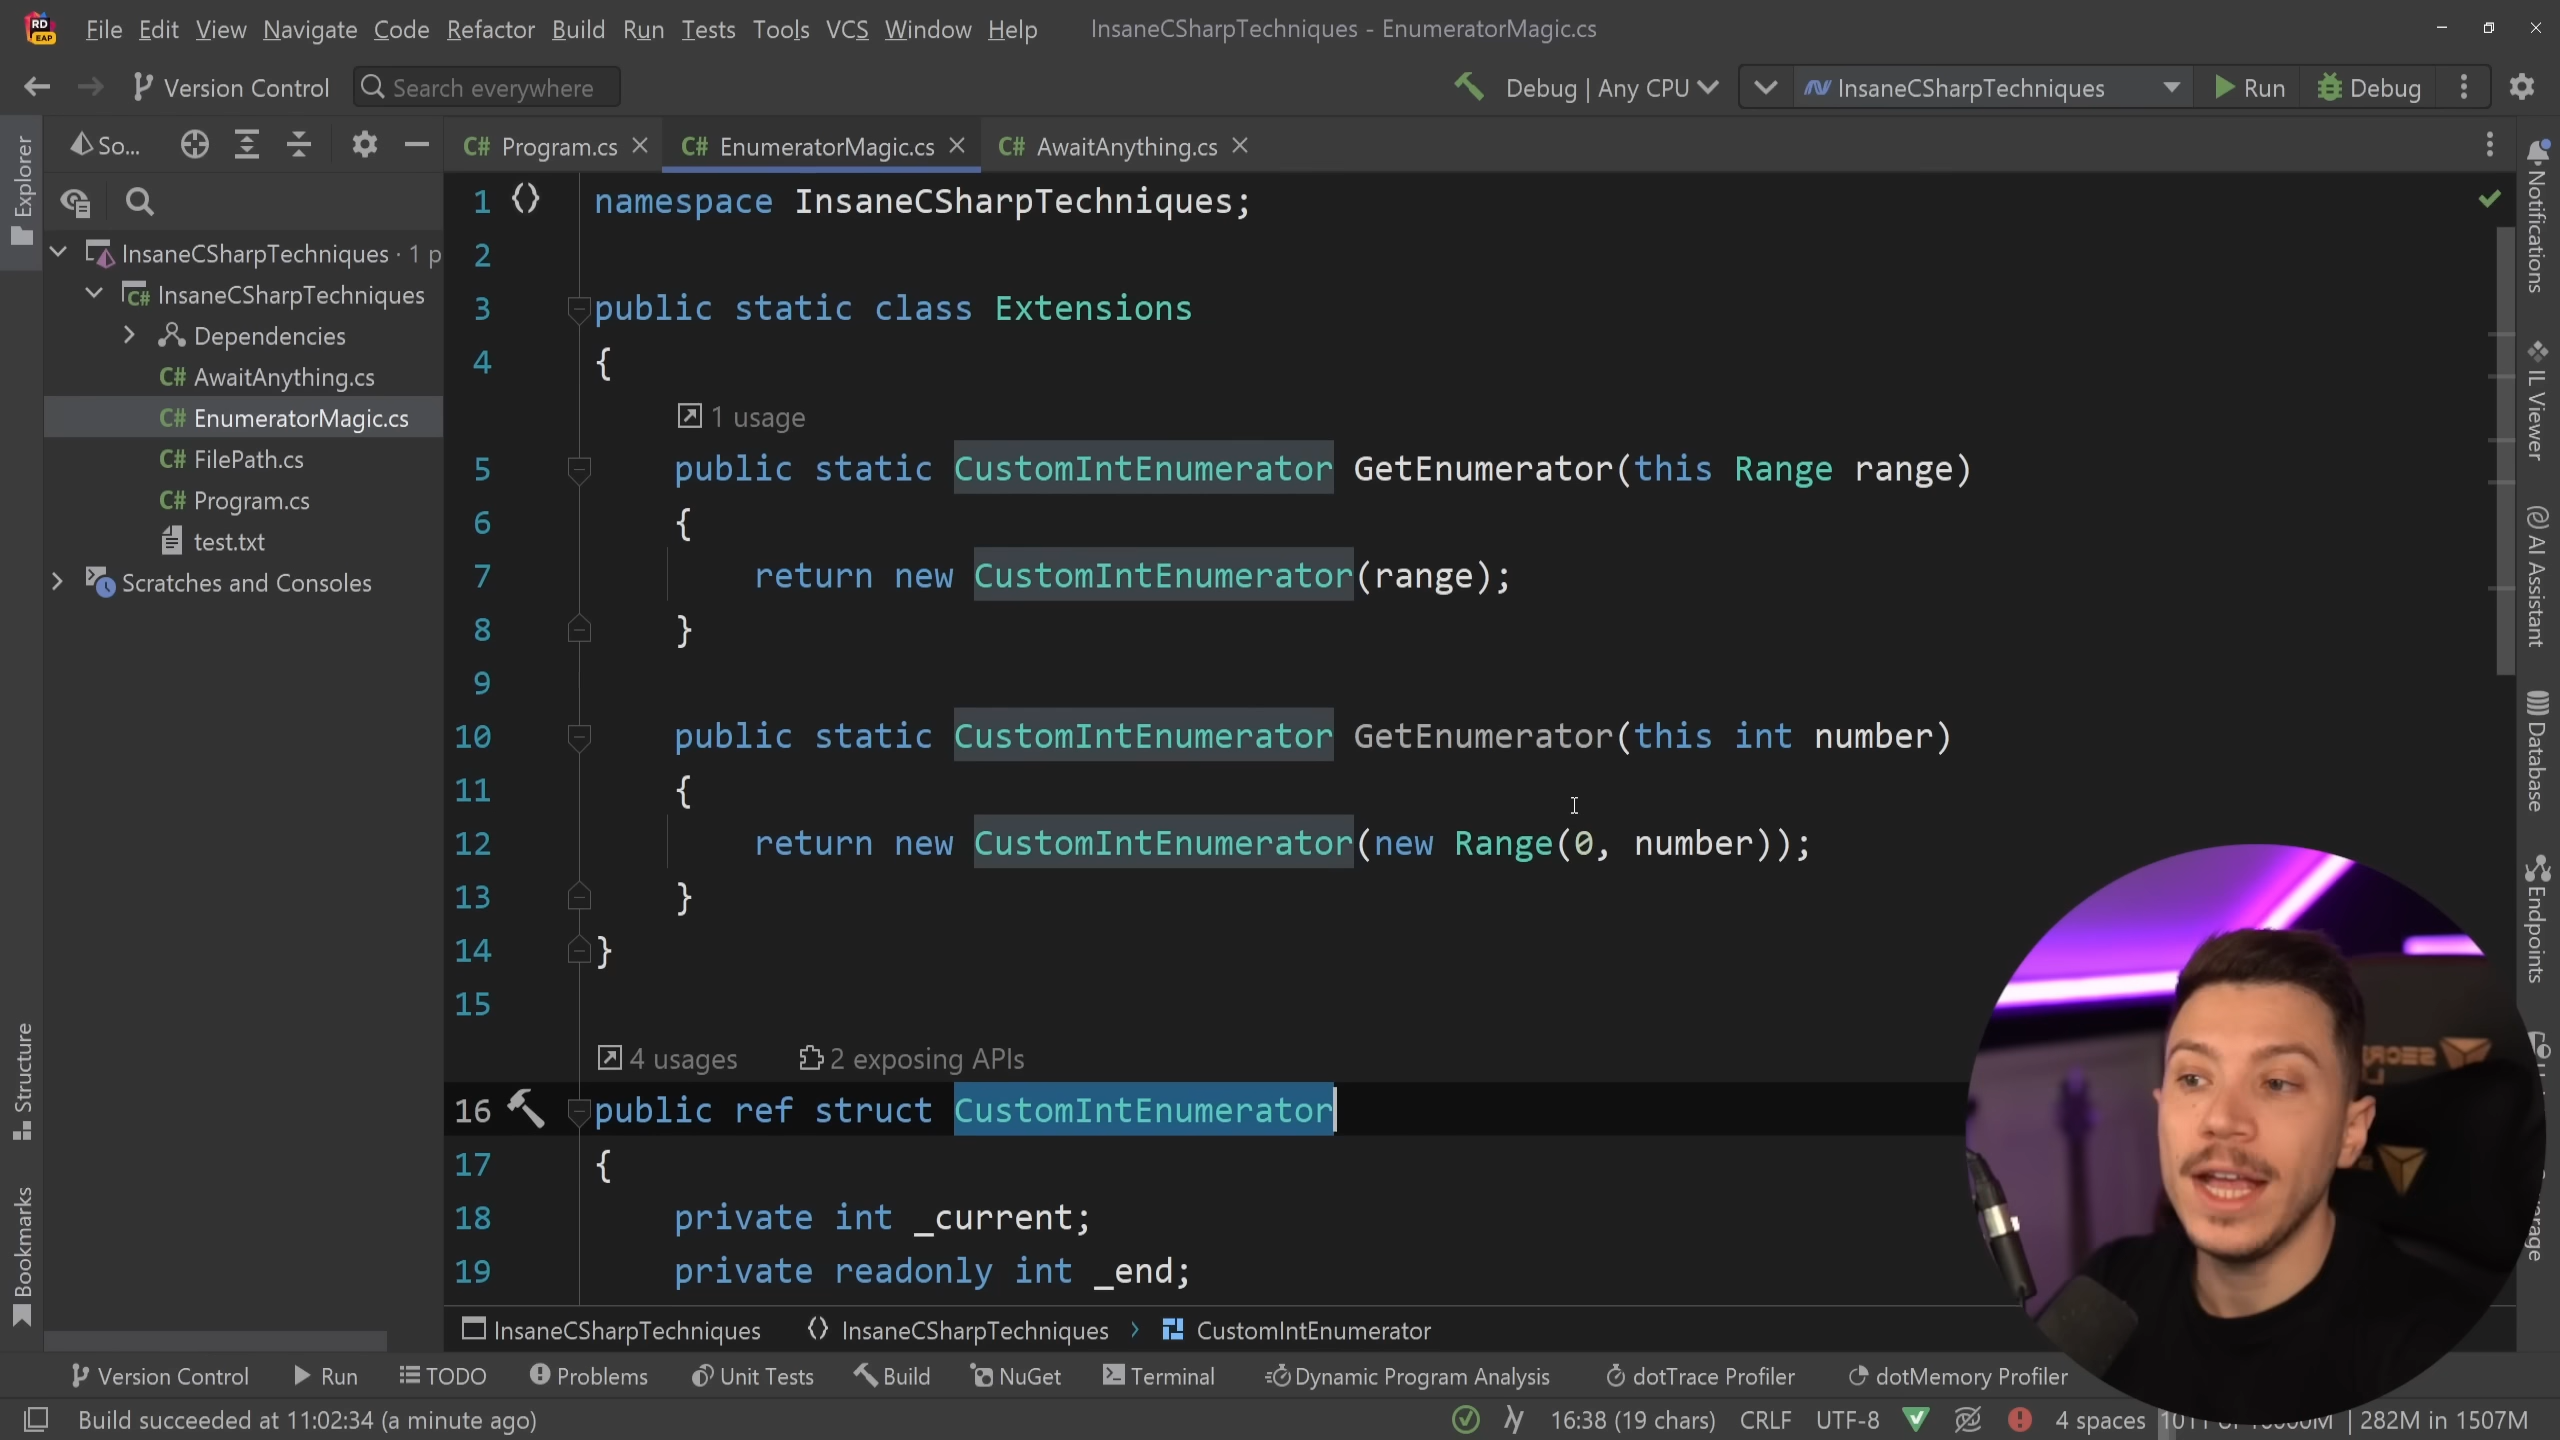 File Edit View Navigate Code Refactor Build Run Tests Tools VCS Window Help InsaneCSharpTechniques - EnumeratorMagic.cs
Version Control Search everywhere Debug | Any CPU InsaneCSharpTechniques Run Debug
So... C# Program.cs C# EnumeratorMagic.cs C# AwaitAnything.cs
Explorer
InsaneCSharpTechniques · 1 p
C# InsaneCSharpTechniques
Dependencies
C# AwaitAnything.cs
C# EnumeratorMagic.cs
C# FilePath.cs
C# Program.cs
test.txt
Scratches and Consoles
Structure
Bookmarks
1 namespace InsaneCSharpTechniques;
2
3 public static class Extensions
4 {
1 usage
5 public static CustomIntEnumerator GetEnumerator(this Range range)
6 {
7 return new CustomIntEnumerator(range);
8 }
9
10 public static CustomIntEnumerator GetEnumerator(this int number)
11 {
12 return new CustomIntEnumerator(new Range(0, number));
13 }
14 }
15
4 usages 2 exposing APIs
16 public ref struct CustomIntEnumerator
17 {
18 private int _current;
19 private readonly int _end;
Notifications
IL Viewer
AI Assistant
Database
Endpoints
InsaneCSharpTechniques {} InsaneCSharpTechniques › CustomIntEnumerator
Version Control Run TODO Problems Unit Tests Build NuGet Terminal Dynamic Program Analysis dotTrace Profiler dotMemory Profiler
Build succeeded at 11:02:34 (a minute ago) 16:38 (19 chars) CRLF UTF-8 4 spaces | 282M in 1507M